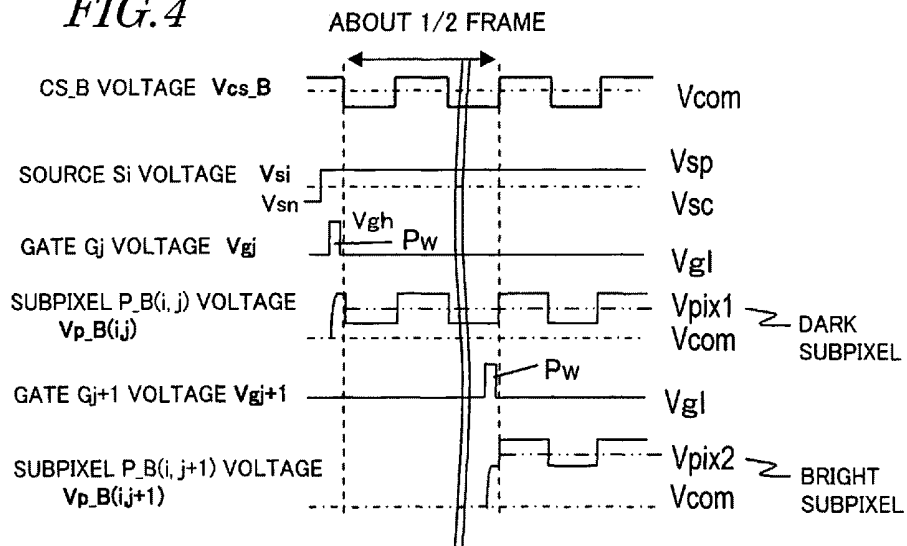 FIG. 4
ABOUT 1/2 FRAME
CS_B VOLTAGE Vcs_B
Vcom
SOURCE Si VOLTAGE Vsi
Vsp
Vsn
Vsc
Vgh
GATE Gj VOLTAGE Vgj
Pw
Vgl
SUBPIXEL P_B(i, j) VOLTAGE
Vp_B(i,j)
Vpix1
Vcom
DARK
SUBPIXEL
Pw
GATE Gj+1 VOLTAGE Vgj+1
Vgl
SUBPIXEL P_B(i, j+1) VOLTAGE
Vp_B(i,j+1)
Vpix2
Vcom
BRIGHT
SUBPIXEL